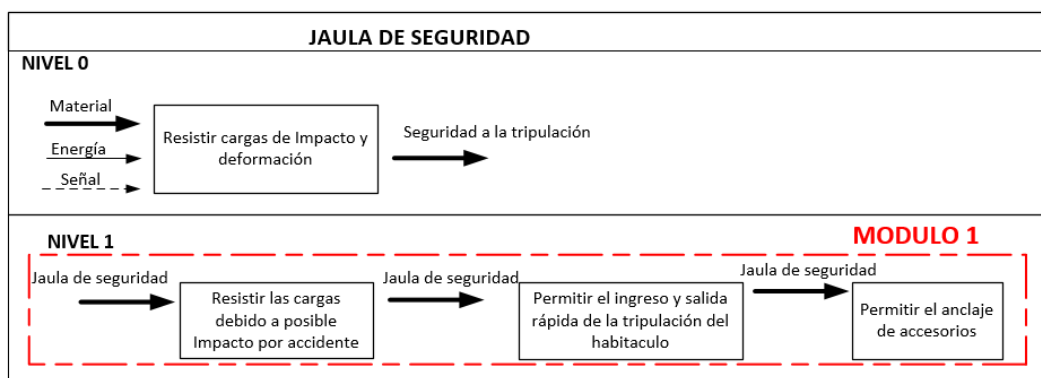 JAULA DE SEGURIDAD
NIVEL 0
Material
Energía
Señal
Resistir cargas de Impacto y
deformación
Seguridad a la tripulación
NIVEL 1
MODULO 1
Jaula de seguridad
Resistir las cargas
debido a posible
Impacto por accidente
Jaula de seguridad
Permitir el ingreso y salida
rápida de la tripulación del
habitaculo
Jaula de seguridad
Permitir el anclaje
de accesorios